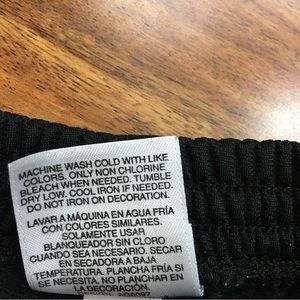 MACHINE WASH COLD WITH LIKE
COLORS. ONLY NON CHLORINE
BLEACH WHEN NEEDED. TUMBLE
DRY LOW. COOL IRON IF NEEDED.
DO NOT IRON ON DECORATION.
LAVAR A MÁQUINA EN AGUA FRÍA
CON COLORES SIMILARES.
SOLAMENTE USAR
BLANQUEADOR SIN CLORO
CUANDO SEA NECESARIO. SECAR
EN SECADORA A BAJA
TEMPERATURA. PLANCHA FRÍA SI
SE NECESITA. NO PLANCHAR EN
LA DECORACIÓN.